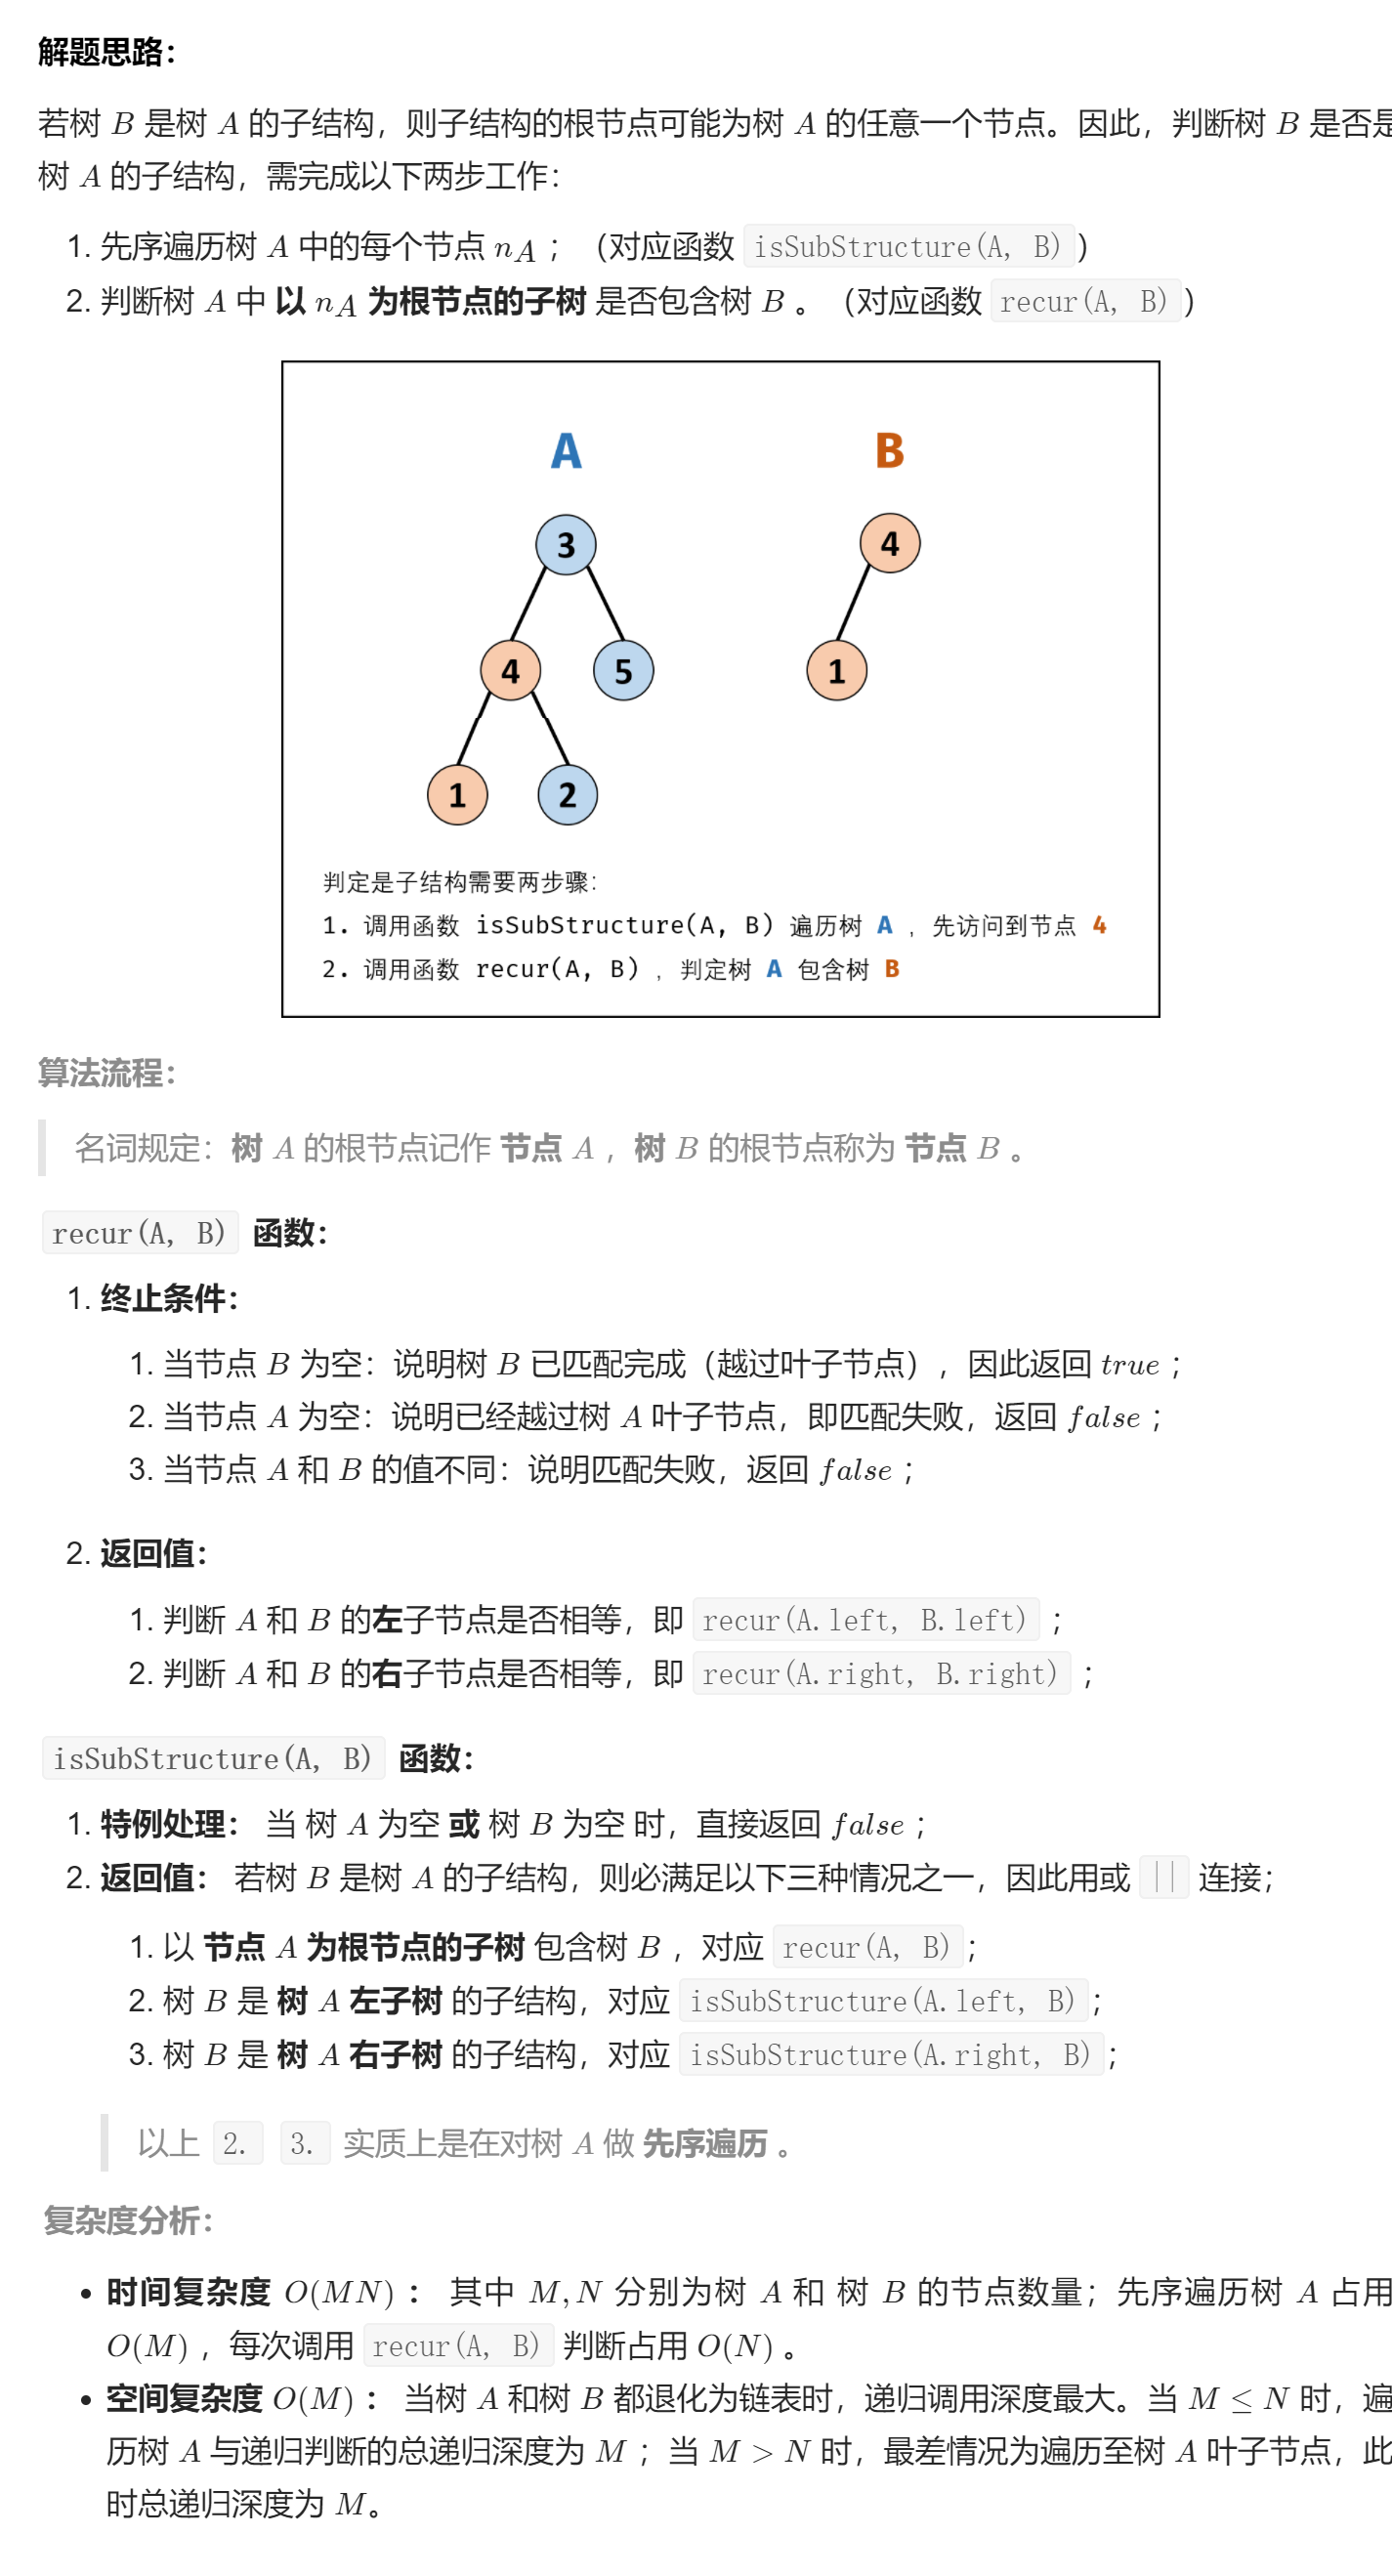 解题思路：
若树 B 是树 A 的子结构，则子结构的根节点可能为树 A 的任意一个节点。因此，判断树 B 是否是
树 A 的子结构，需完成以下两步工作：
1. 先序遍历树 A 中的每个节点 nA ；（对应函数 isSubStructure(A, B)）
2. 判断树 A 中 以 nA 为根节点的子树 是否包含树 B 。（对应函数 recur(A, B)）
A B
3 4
4 5 1
1 2
判定是子结构需要两步骤：
1. 调用函数 isSubStructure(A, B) 遍历树 A ，先访问到节点 4
2. 调用函数 recur(A, B) ，判定树 A 包含树 B
算法流程：
名词规定：树 A 的根节点记作 节点 A ，树 B 的根节点称为 节点 B 。
recur(A, B) 函数：
1. 终止条件：
1. 当节点 B 为空：说明树 B 已匹配完成（越过叶子节点），因此返回 true ；
2. 当节点 A 为空：说明已经越过树 A 叶子节点，即匹配失败，返回 false ；
3. 当节点 A 和 B 的值不同：说明匹配失败，返回 false ；
2. 返回值：
1. 判断 A 和 B 的左子节点是否相等，即 recur(A.left, B.left) ；
2. 判断 A 和 B 的右子节点是否相等，即 recur(A.right, B.right) ；
isSubStructure(A, B) 函数：
1. 特例处理： 当 树 A 为空 或 树 B 为空 时，直接返回 false ；
2. 返回值： 若树 B 是树 A 的子结构，则必满足以下三种情况之一，因此用或 || 连接；
1. 以 节点 A 为根节点的子树 包含树 B ，对应 recur(A, B)；
2. 树 B 是 树 A 左子树 的子结构，对应 isSubStructure(A.left, B)；
3. 树 B 是 树 A 右子树 的子结构，对应 isSubStructure(A.right, B)；
以上 2. 3. 实质上是在对树 A 做 先序遍历 。
复杂度分析：
• 时间复杂度 O(MN) ： 其中 M,N 分别为树 A 和 树 B 的节点数量；先序遍历树 A 占用
O(M) ，每次调用 recur(A, B) 判断占用 O(N) 。
• 空间复杂度 O(M) ： 当树 A 和树 B 都退化为链表时，递归调用深度最大。当 M ≤ N 时，遍
历树 A 与递归判断的总递归深度为 M ；当 M > N 时，最差情况为遍历至树 A 叶子节点，此
时总递归深度为 M。